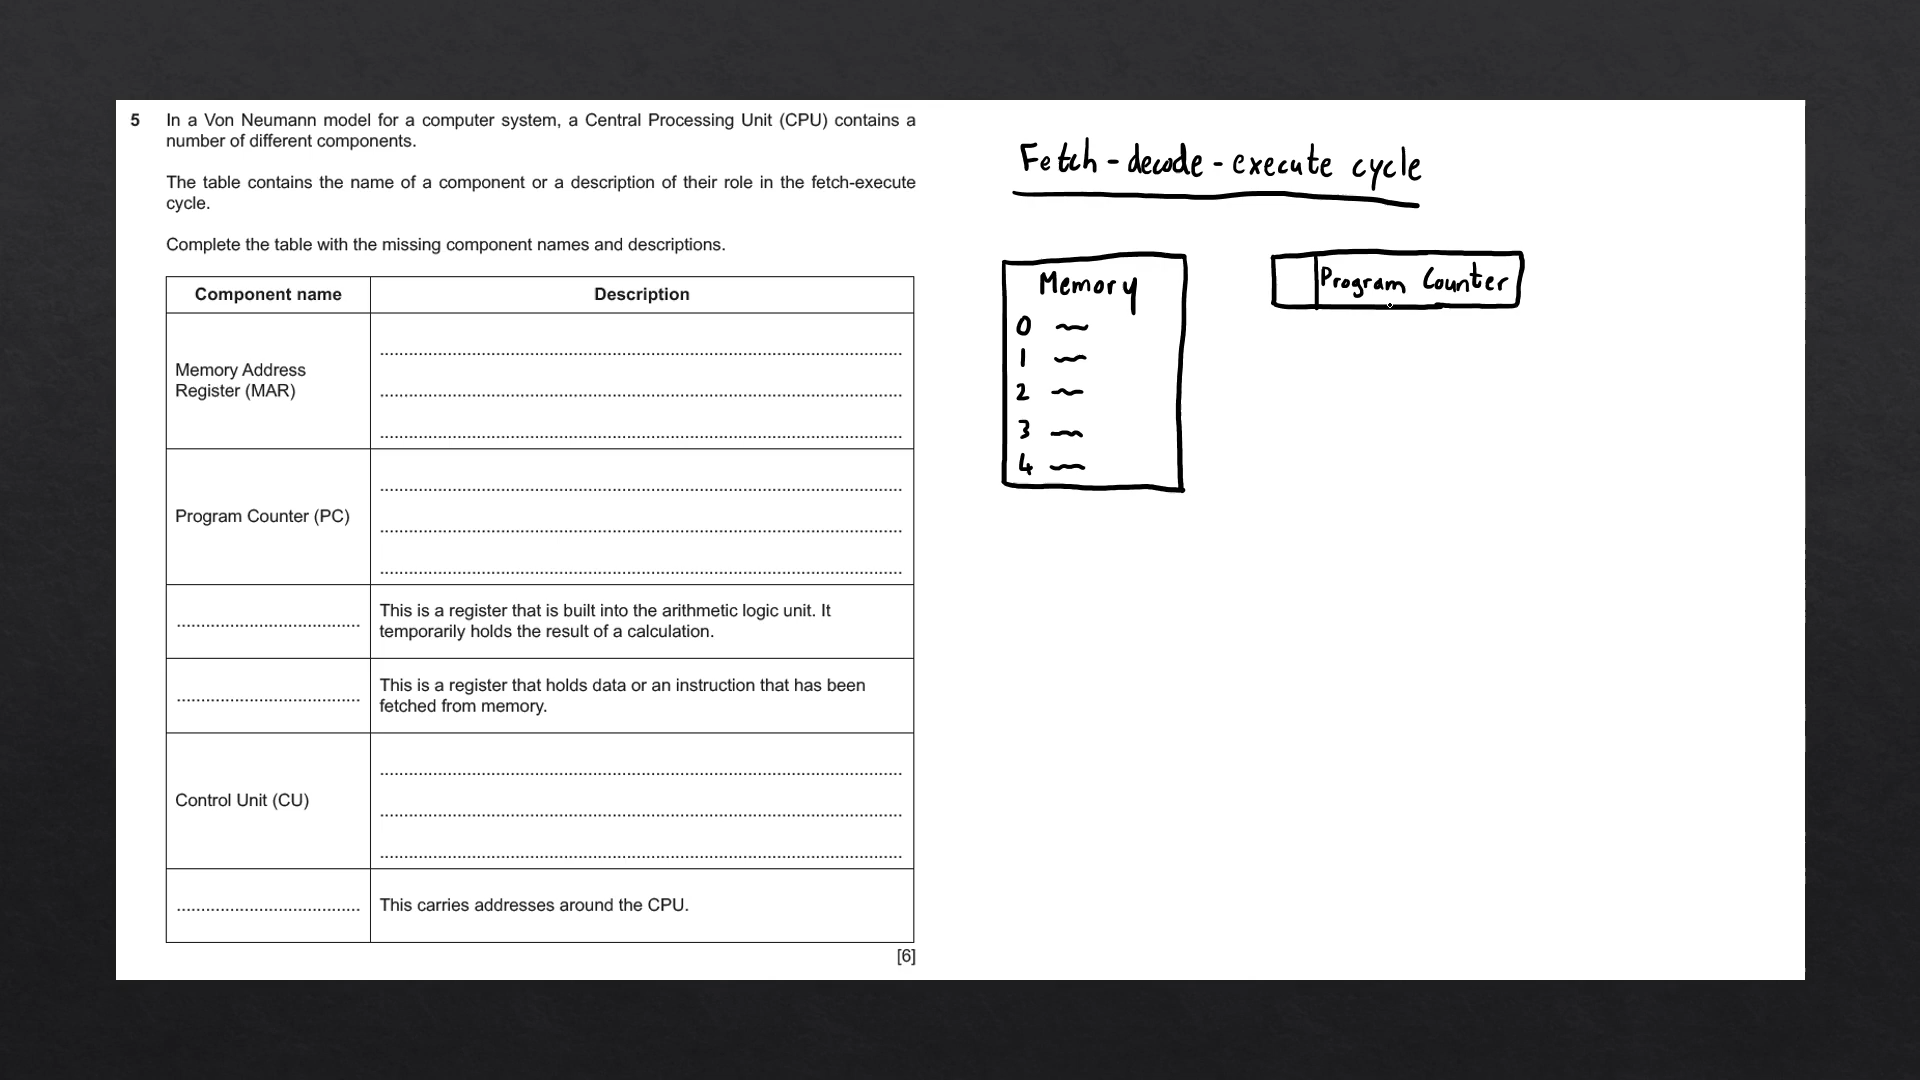 5 In a Von Neumann model for a computer system, a Central Processing Unit (CPU) contains a
number of different components.
The table contains the name of a component or a description of their role in the fetch-execute
cycle.
Complete the table with the missing component names and descriptions.
Component name Description
Memory Address
Register (MAR)
Program Counter (PC)
This is a register that is built into the arithmetic logic unit. It
temporarily holds the result of a calculation.
This is a register that holds data or an instruction that has been
fetched from memory.
Control Unit (CU)
This carries addresses around the CPU.
[6]
Fetch-decode-execute cycle
Memory
0
1
2
3
4
Program Counter